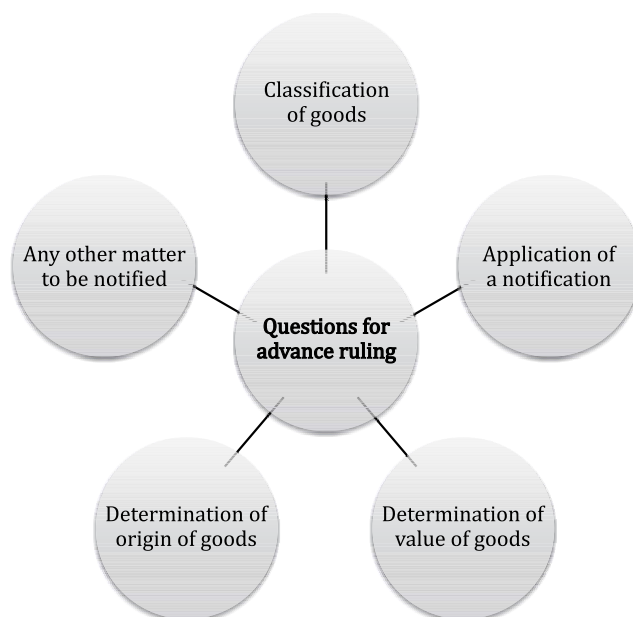 Classification
of goods
Any other matter
to be notified
Application of
a notification
Questions for
advance ruling
Determination of
origin of goods
Determination of
value of goods